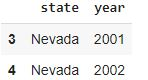 state year
3 Nevada 2001
4 Nevada 2002